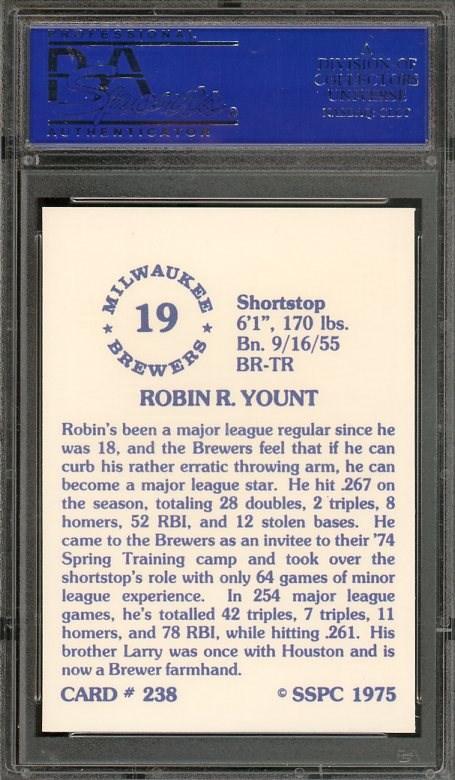 PROFESSIONAL
PSA
Sports
AUTHENTICATOR
A
DIVISION OF
COLLECTORS
UNIVERSE
NASDAQ: CLCT
MILWAUKEE
19
BREWERS
Shortstop
6'1", 170 lbs.
Bn. 9/16/55
BR-TR
ROBIN R. YOUNT
Robin's been a major league regular since he
was 18, and the Brewers feel that if he can
curb his rather erratic throwing arm, he can
become a major league star. He hit .267 on
the season, totaling 28 doubles, 2 triples, 8
homers, 52 RBI, and 12 stolen bases. He
came to the Brewers as an invitee to their '74
Spring Training camp and took over the
shortstop's role with only 64 games of minor
league experience. In 254 major league
games, he's totalled 42 triples, 7 triples, 11
homers, and 78 RBI, while hitting .261. His
brother Larry was once with Houston and is
now a Brewer farmhand.
CARD # 238 © SSPC 1975